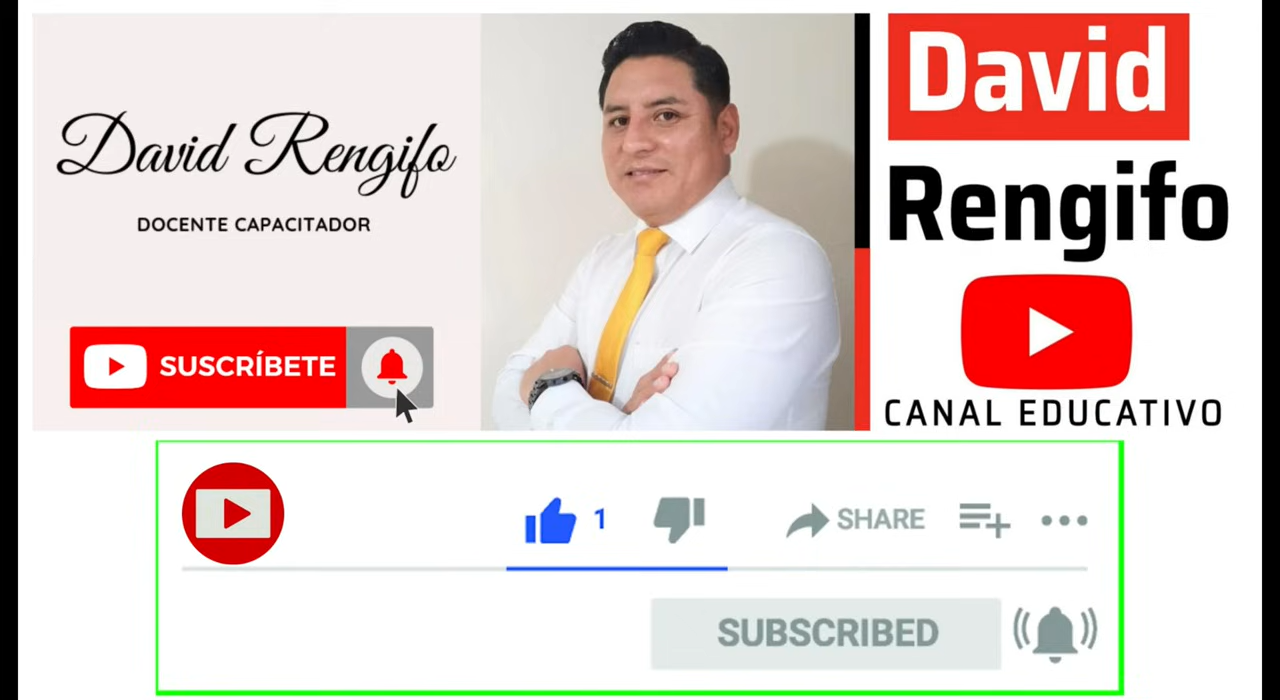 David Rengifo
DOCENTE CAPACITADOR
SUSCRÍBETE
David
Rengifo
CANAL EDUCATIVO
1
SHARE
SUBSCRIBED